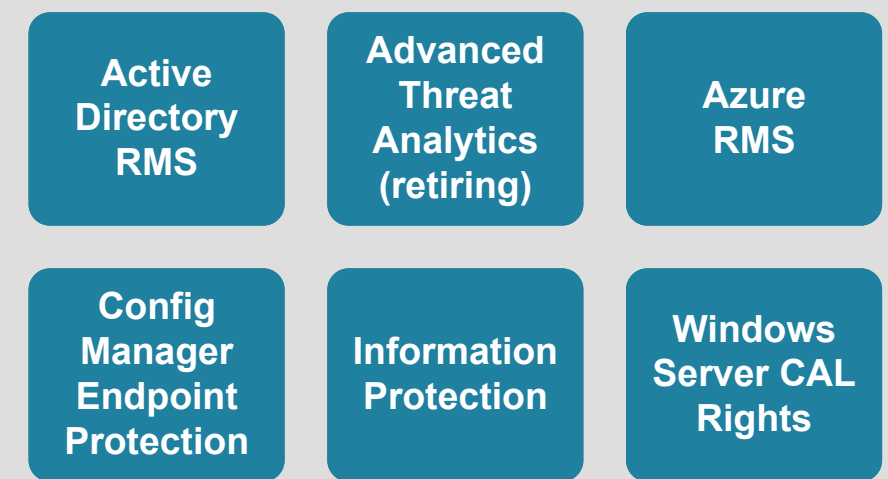 Active
Directory
RMS
Advanced
Threat
Analytics
(retiring)
Azure
RMS
Config
Manager
Endpoint
Protection
Information
Protection
Windows
Server CAL
Rights